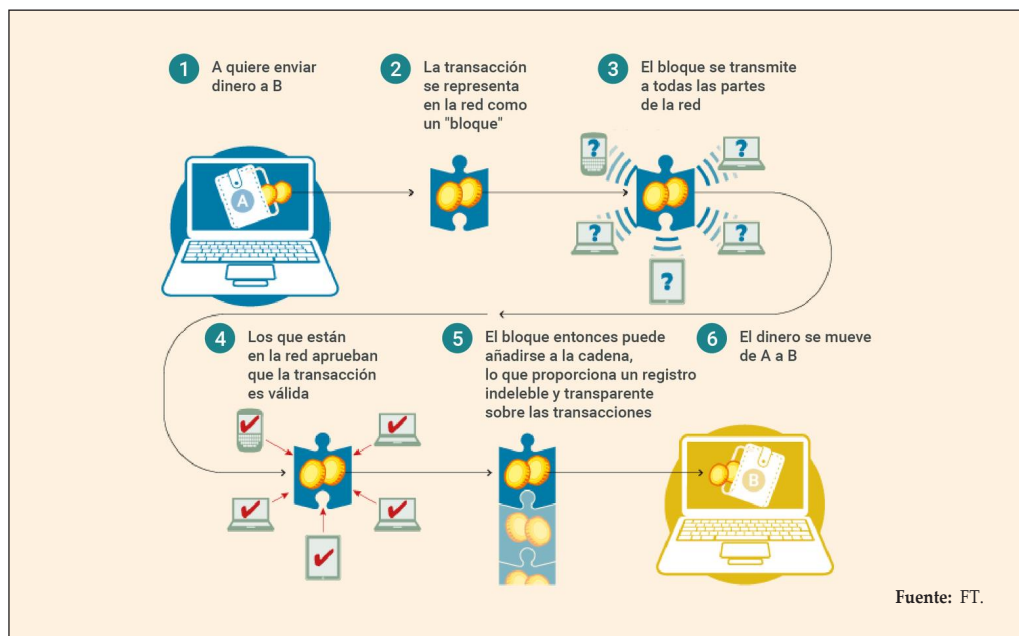 1 A quiere enviar
dinero a B
2 La transacción
se representa
en la red como
un "bloque"
3 El bloque se transmite
a todas las partes
de la red
A
?
?
?
?
?
4 Los que están
en la red aprueban
que la transacción
es válida
5 El bloque entonces puede
añadirse a la cadena,
lo que proporciona un registro
indeleble y transparente
sobre las transacciones
6 El dinero se mueve
de A a B
B
Fuente: FT.